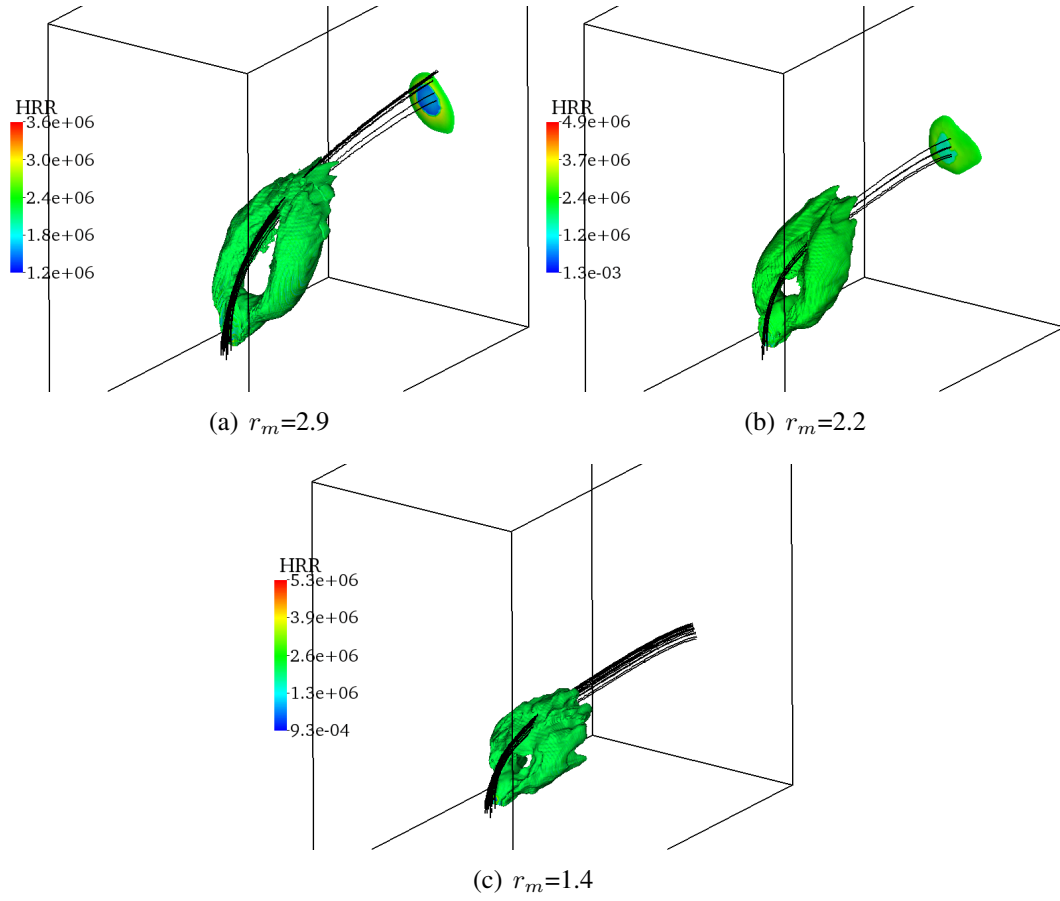 HRR
3.6e+06
3.0e+06
2.4e+06
1.8e+06
1.2e+06
(a) r_m=2.9
HRR
4.9e+06
3.7e+06
2.4e+06
1.2e+06
1.3e-03
(b) r_m=2.2
HRR
5.3e+06
3.9e+06
2.6e+06
1.3e+06
9.3e-04
(c) r_m=1.4